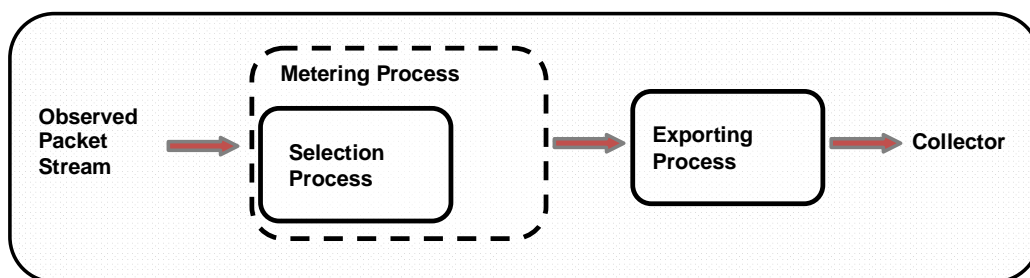 Observed
Packet
Stream
Metering Process
Selection
Process
Exporting
Process
Collector